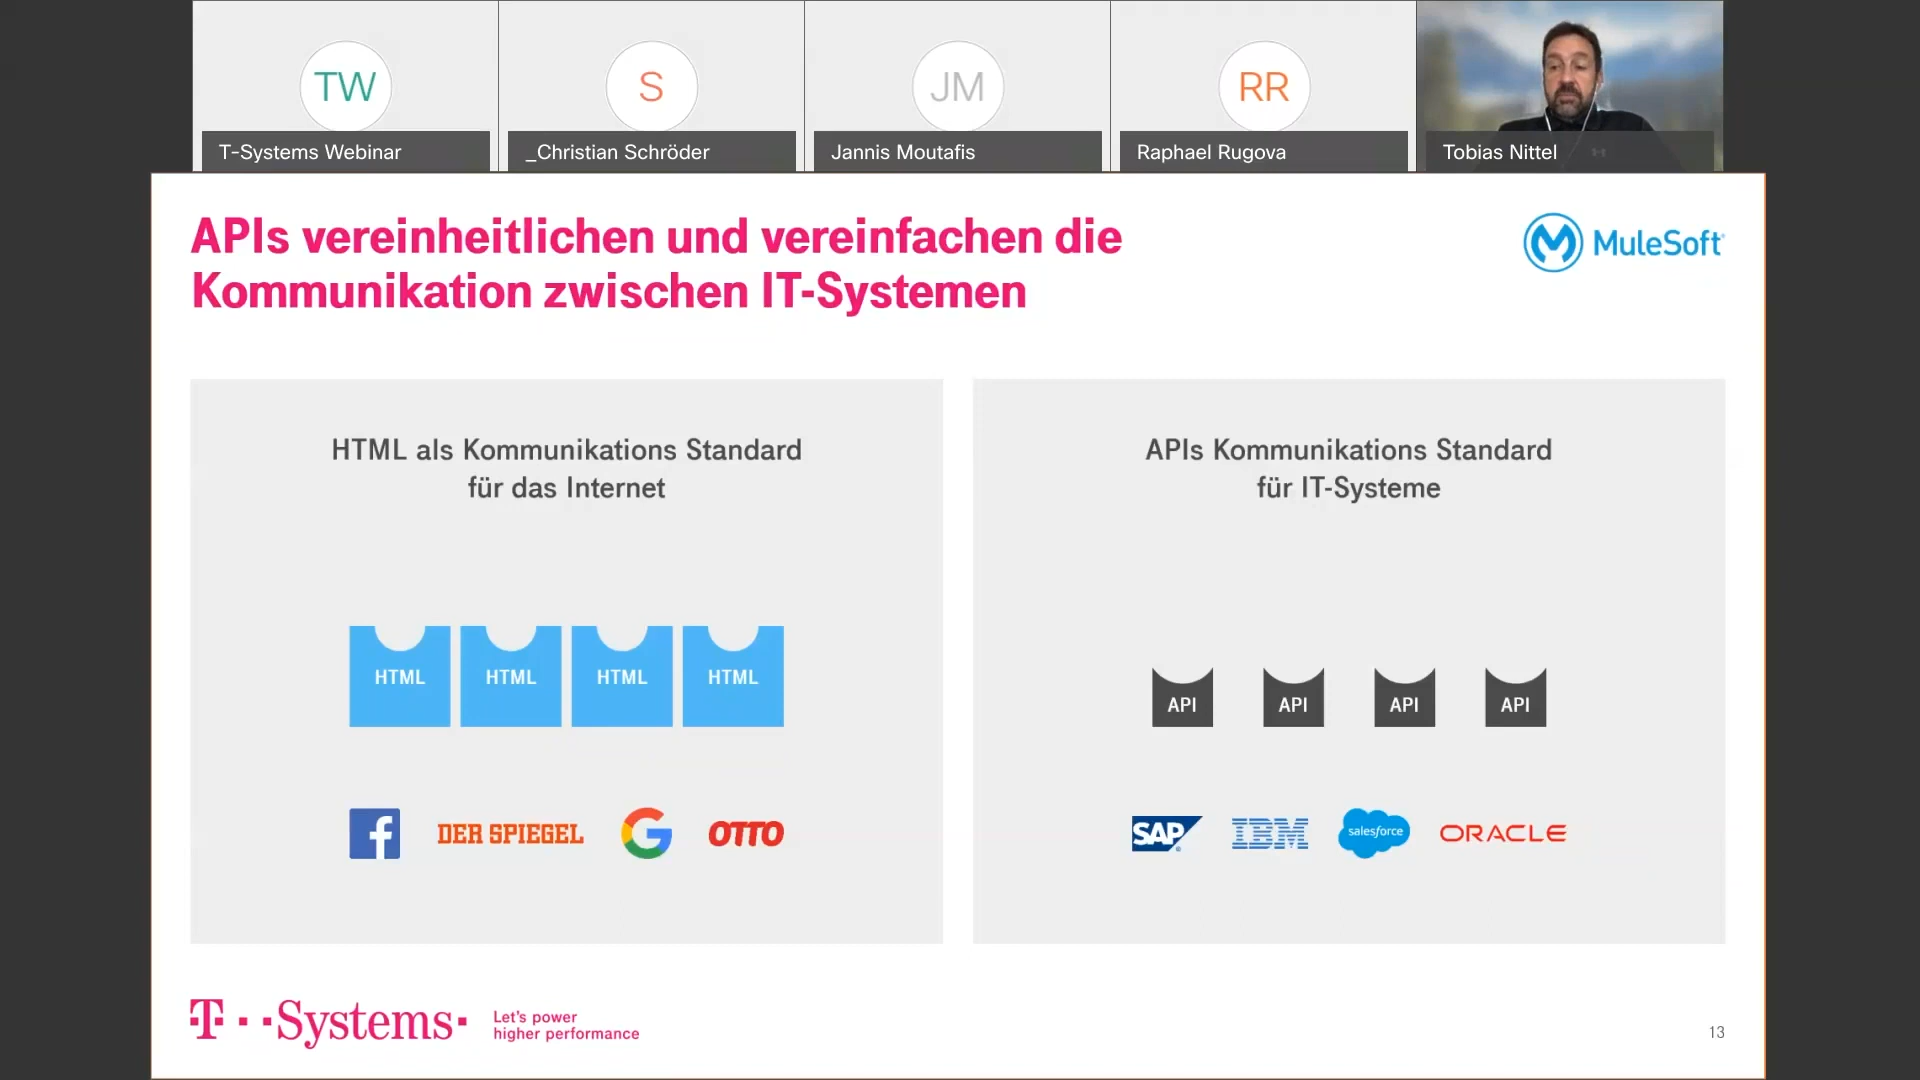 TW
S
JM
RR
T-Systems Webinar
_Christian Schröder
Jannis Moutafis
Raphael Rugova
Tobias Nittel
APIs vereinheitlichen und vereinfachen die
Kommunikation zwischen IT-Systemen
MuleSoft
HTML als Kommunikations Standard
für das Internet
HTML
HTML
HTML
HTML
f
DER SPIEGEL
G
OTTO
APIs Kommunikations Standard
für IT-Systeme
API
API
API
API
SAP®
IBM
salesforce
ORACLE
T··Systems·
Let's power
higher performance
13